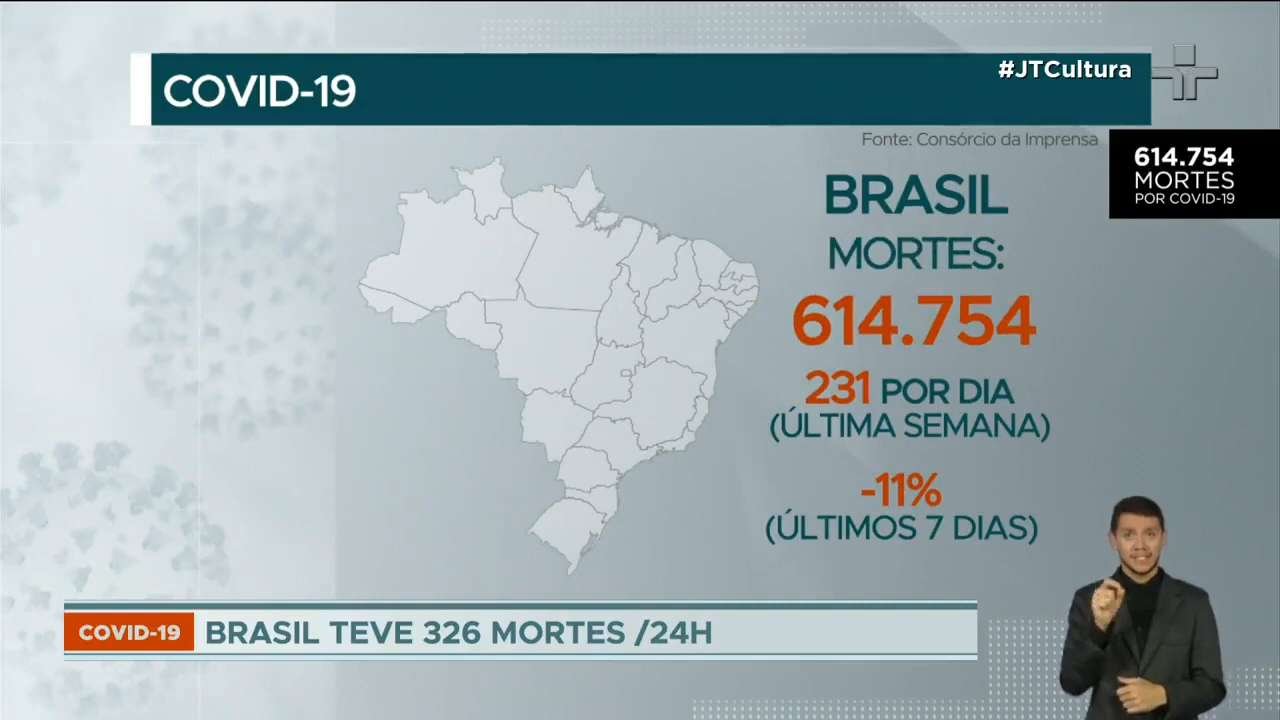 #JTCultura
COVID-19
Fonte: Consórcio da Imprensa
614.754
MORTES
POR COVID-19
BRASIL
MORTES:
614.754
231 POR DIA
(ÚLTIMA SEMANA)
-11%
(ÚLTIMOS 7 DIAS)
COVID-19 BRASIL TEVE 326 MORTES /24H